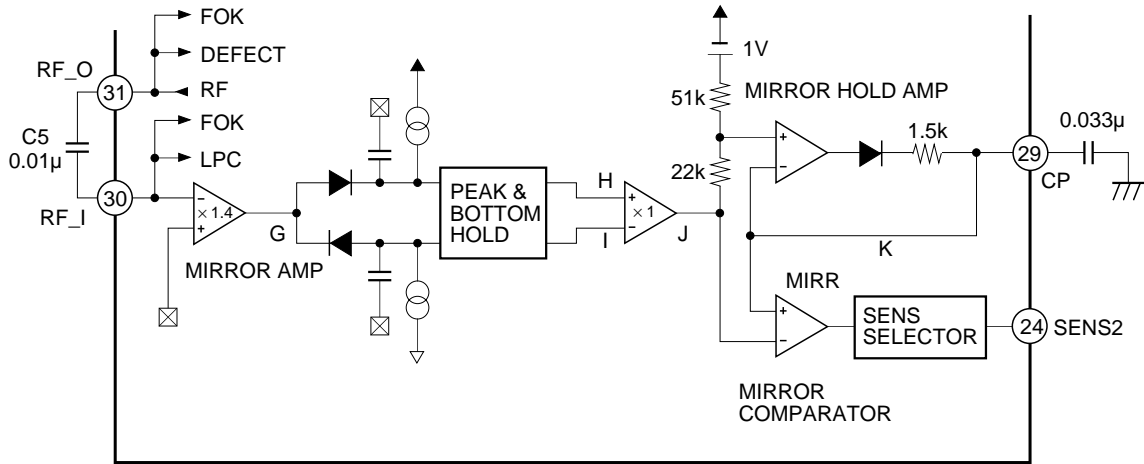 FOK
DEFECT
RF_O
31
RF
FOK
C5
0.01µ
LPC
30
RF_I
−
× 1.4
+
G
MIRROR AMP
PEAK &
BOTTOM
HOLD
H
I
+
× 1
−
J
1V
51k
22k
MIRROR HOLD AMP
+
−
1.5k
29
CP
0.033µ
K
MIRR
+
−
SENS
SELECTOR
24
SENS2
MIRROR
COMPARATOR